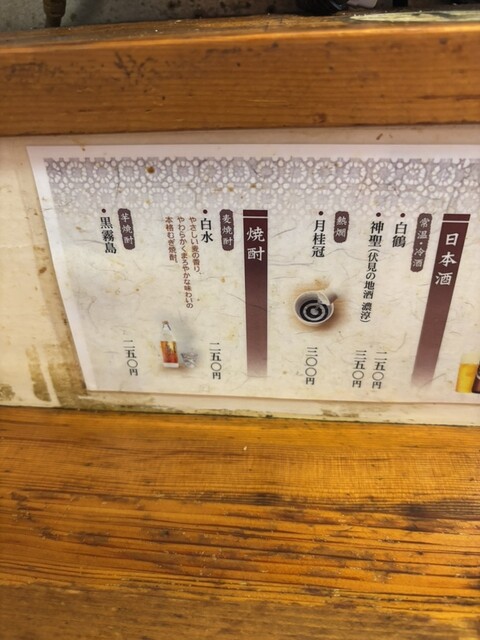 日本酒
常温・冷酒
・白鶴 二五〇円
・神聖(伏見の地酒 濃淳) 三五〇円
熱燗
・月桂冠 三〇〇円
焼酎
麦焼酎
・白水 二五〇円
やさしい麦の香り、
やわらかくまろやかな味わいの
本格むぎ焼酎。
芋焼酎
・黒霧島 二五〇円